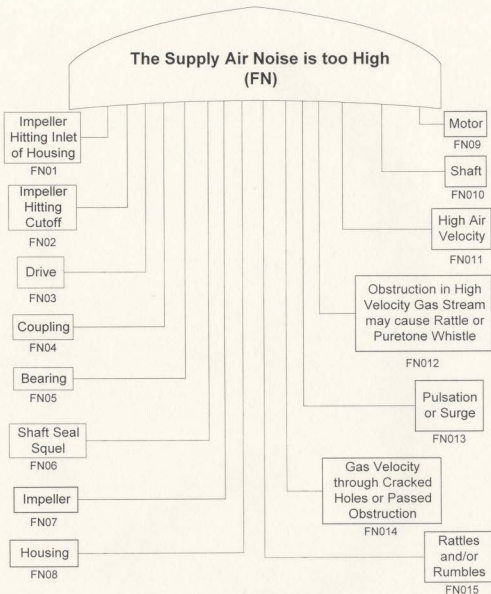 The Supply Air Noise is too High
(FN)
Impeller
Hitting Inlet
of Housing
FN01
Impeller
Hitting
Cutoff
FN02
Drive
FN03
Coupling
FN04
Bearing
FN05
Shaft Seal
Squel
FN06
Impeller
FN07
Housing
FN08
Motor
FN09
Shaft
FN010
High Air
Velocity
FN011
Obstruction in High
Velocity Gas Stream
may cause Rattle or
Puretone Whistle
FN012
Pulsation
or Surge
FN013
Gas Velocity
through Cracked
Holes or Passed
Obstruction
FN014
Rattles
and/or
Rumbles
FN015